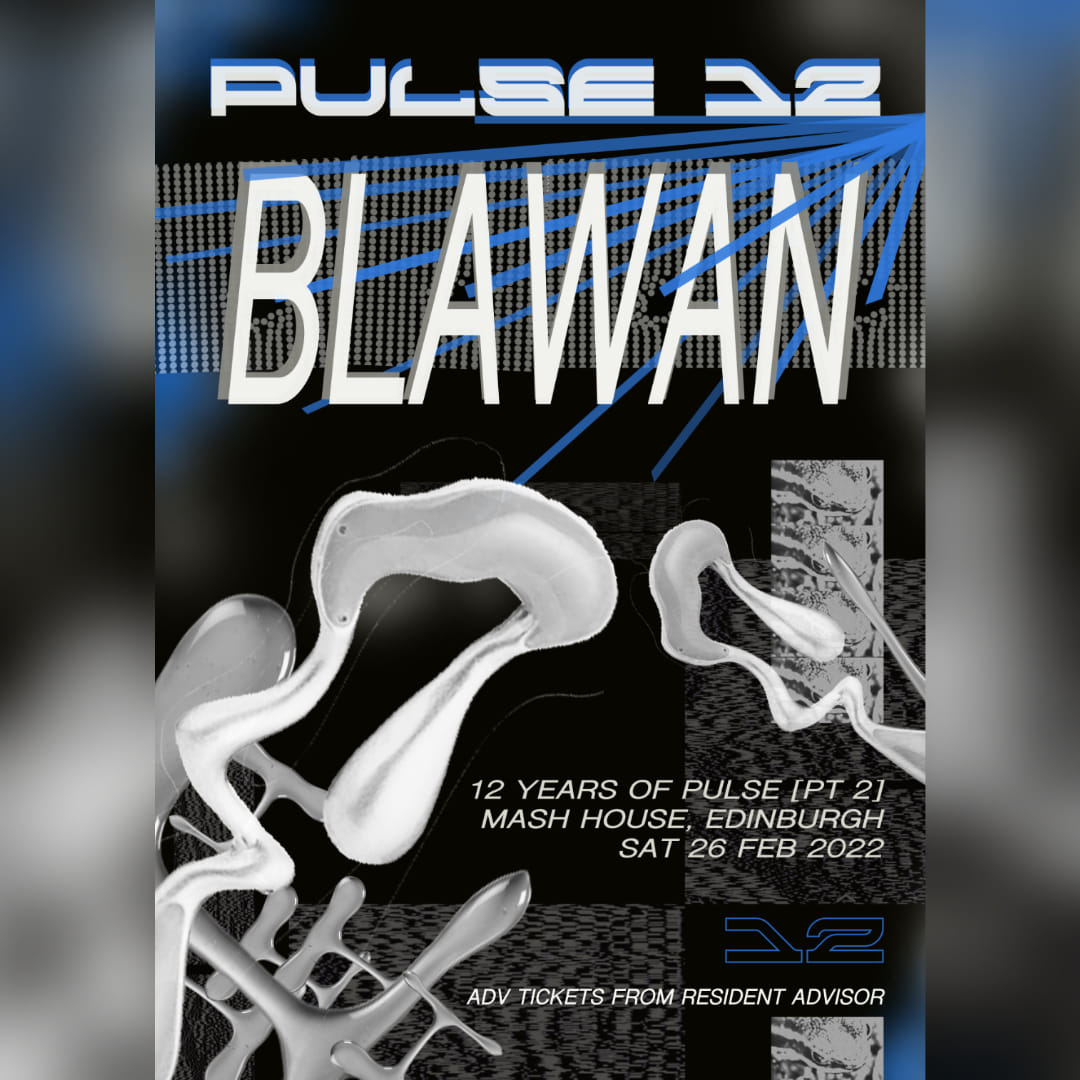 PULSE 12
BLAWAN
12 YEARS OF PULSE [PT 2]
MASH HOUSE, EDINBURGH
SAT 26 FEB 2022
12
ADV TICKETS FROM RESIDENT ADVISOR